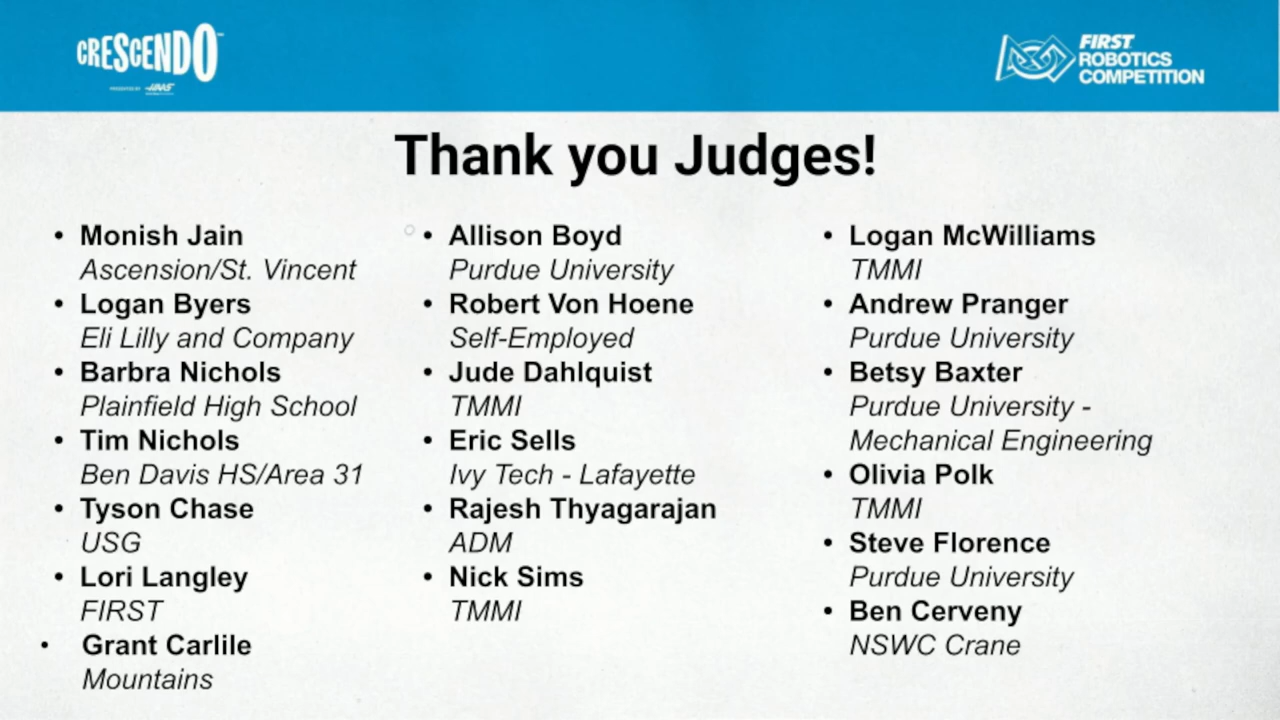 CRESCENDO
PRESENTED BY HAAS
FIRST
ROBOTICS
COMPETITION
Thank you Judges!
• Monish Jain
Ascension/St. Vincent
• Logan Byers
Eli Lilly and Company
• Barbra Nichols
Plainfield High School
• Tim Nichols
Ben Davis HS/Area 31
• Tyson Chase
USG
• Lori Langley
FIRST
• Grant Carlile
Mountains
• Allison Boyd
Purdue University
• Robert Von Hoene
Self-Employed
• Jude Dahlquist
TMMI
• Eric Sells
Ivy Tech - Lafayette
• Rajesh Thyagarajan
ADM
• Nick Sims
TMMI
• Logan McWilliams
TMMI
• Andrew Pranger
Purdue University
• Betsy Baxter
Purdue University -
Mechanical Engineering
• Olivia Polk
TMMI
• Steve Florence
Purdue University
• Ben Cerveny
NSWC Crane